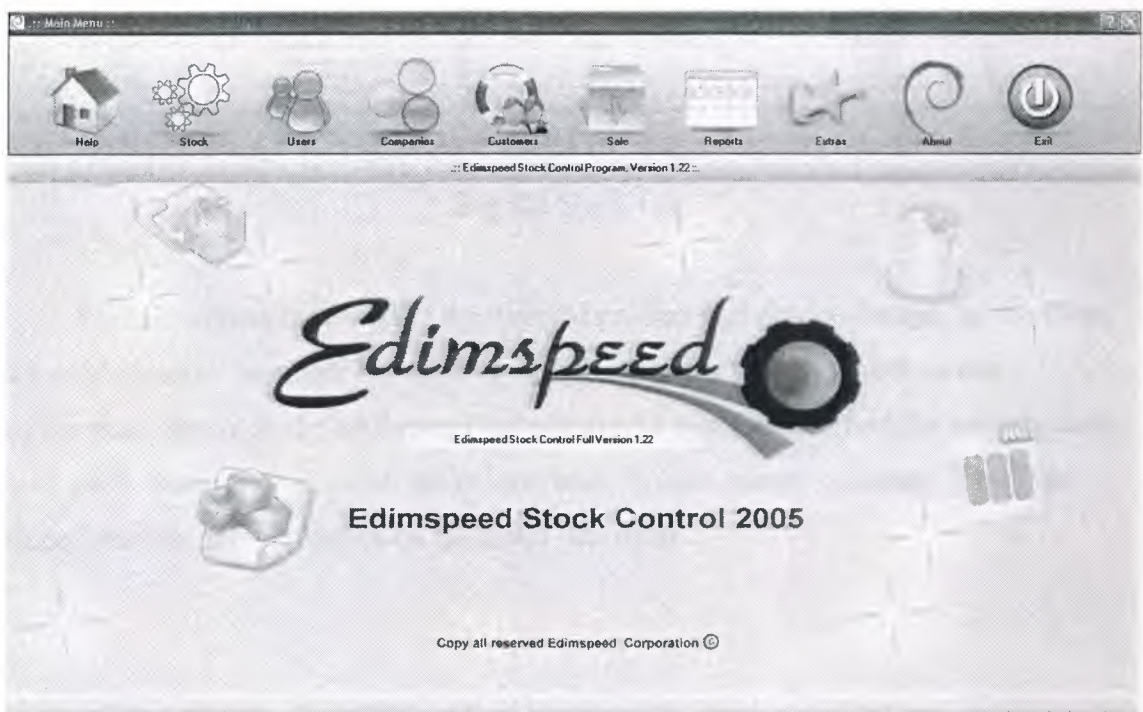 .:: Main Menu ::.
Help Stock Users Companies Customers Sale Reports Extras About Exit
.:: Edimspeed Stock Control Program, Version 1.22 ::.
Edimspeed
Edimspeed Stock Control Full Version 1.22
Edimspeed Stock Control 2005
Copy all reserved Edimspeed Corporation ©